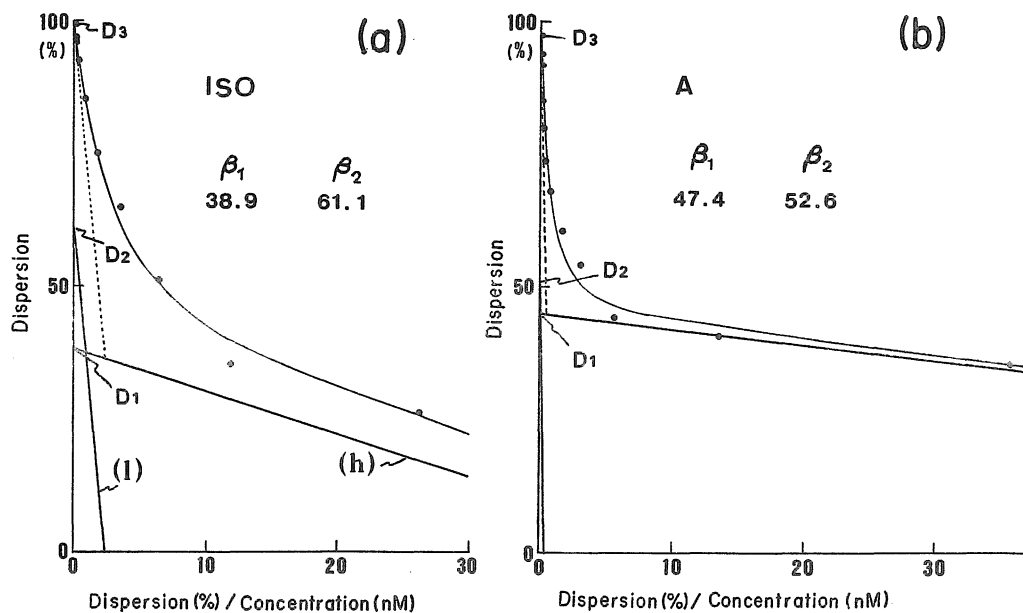 100
(%)
D3
(a)
ISO
β1 β2
38.9 61.1
D2
50
D1
(l)
(h)
0
0 10 20 30
Dispersion
Dispersion (%) / Concentration (nM)
100
(%)
D3
(b)
A
β1 β2
47.4 52.6
D2
50
D1
0
0 10 20 30
Dispersion
Dispersion (%) / Concentration (nM)